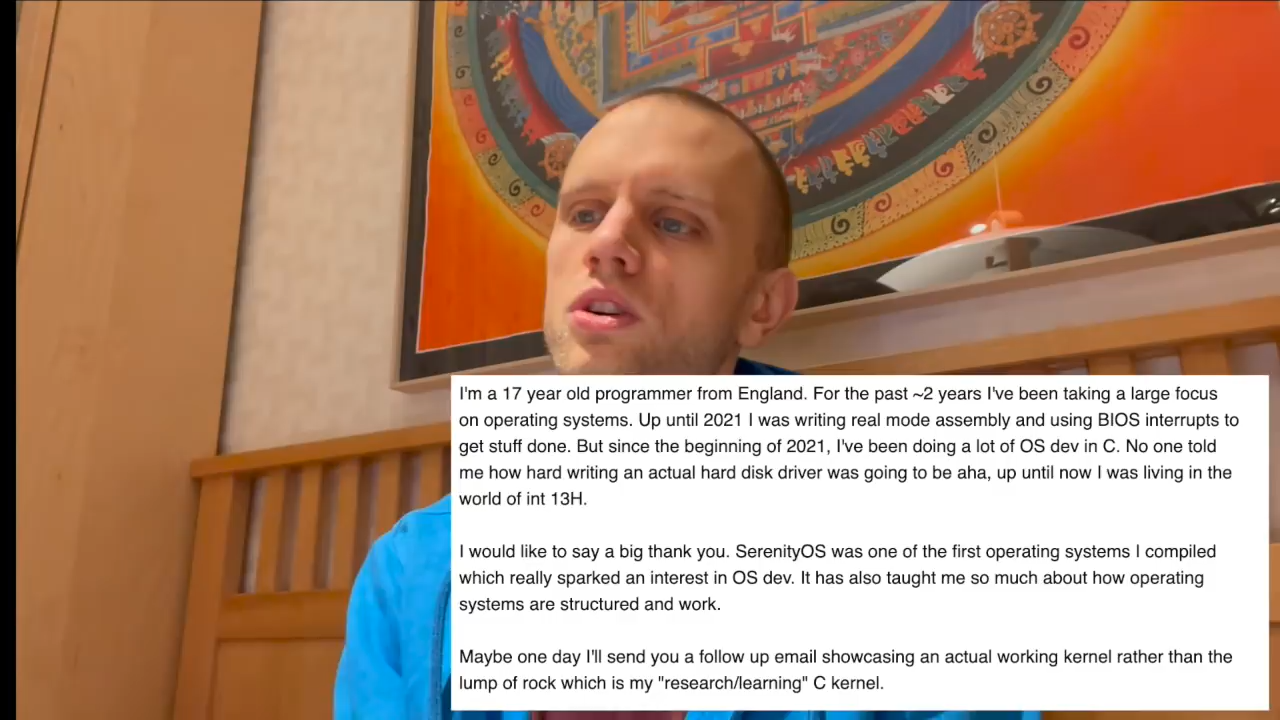 I'm a 17 year old programmer from England. For the past ~2 years I've been taking a large focus
on operating systems. Up until 2021 I was writing real mode assembly and using BIOS interrupts to
get stuff done. But since the beginning of 2021, I've been doing a lot of OS dev in C. No one told
me how hard writing an actual hard disk driver was going to be aha, up until now I was living in the
world of int 13H.
I would like to say a big thank you. SerenityOS was one of the first operating systems I compiled
which really sparked an interest in OS dev. It has also taught me so much about how operating
systems are structured and work.
Maybe one day I'll send you a follow up email showcasing an actual working kernel rather than the
lump of rock which is my "research/learning" C kernel.